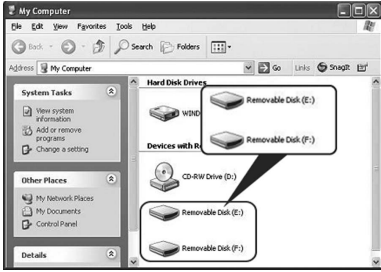 My Computer
File Edit View Favorites Tools Help
Back Search Folders
Address My Computer Go Links SnagIt
System Tasks
View system
information
Add or remove
programs
Change a setting
Other Places
My Network Places
My Documents
Control Panel
Details
Hard Disk Drives
WIND
Devices with R
CD-RW Drive (D:)
Removable Disk (E:)
Removable Disk (F:)
Removable Disk (E:)
Removable Disk (F:)